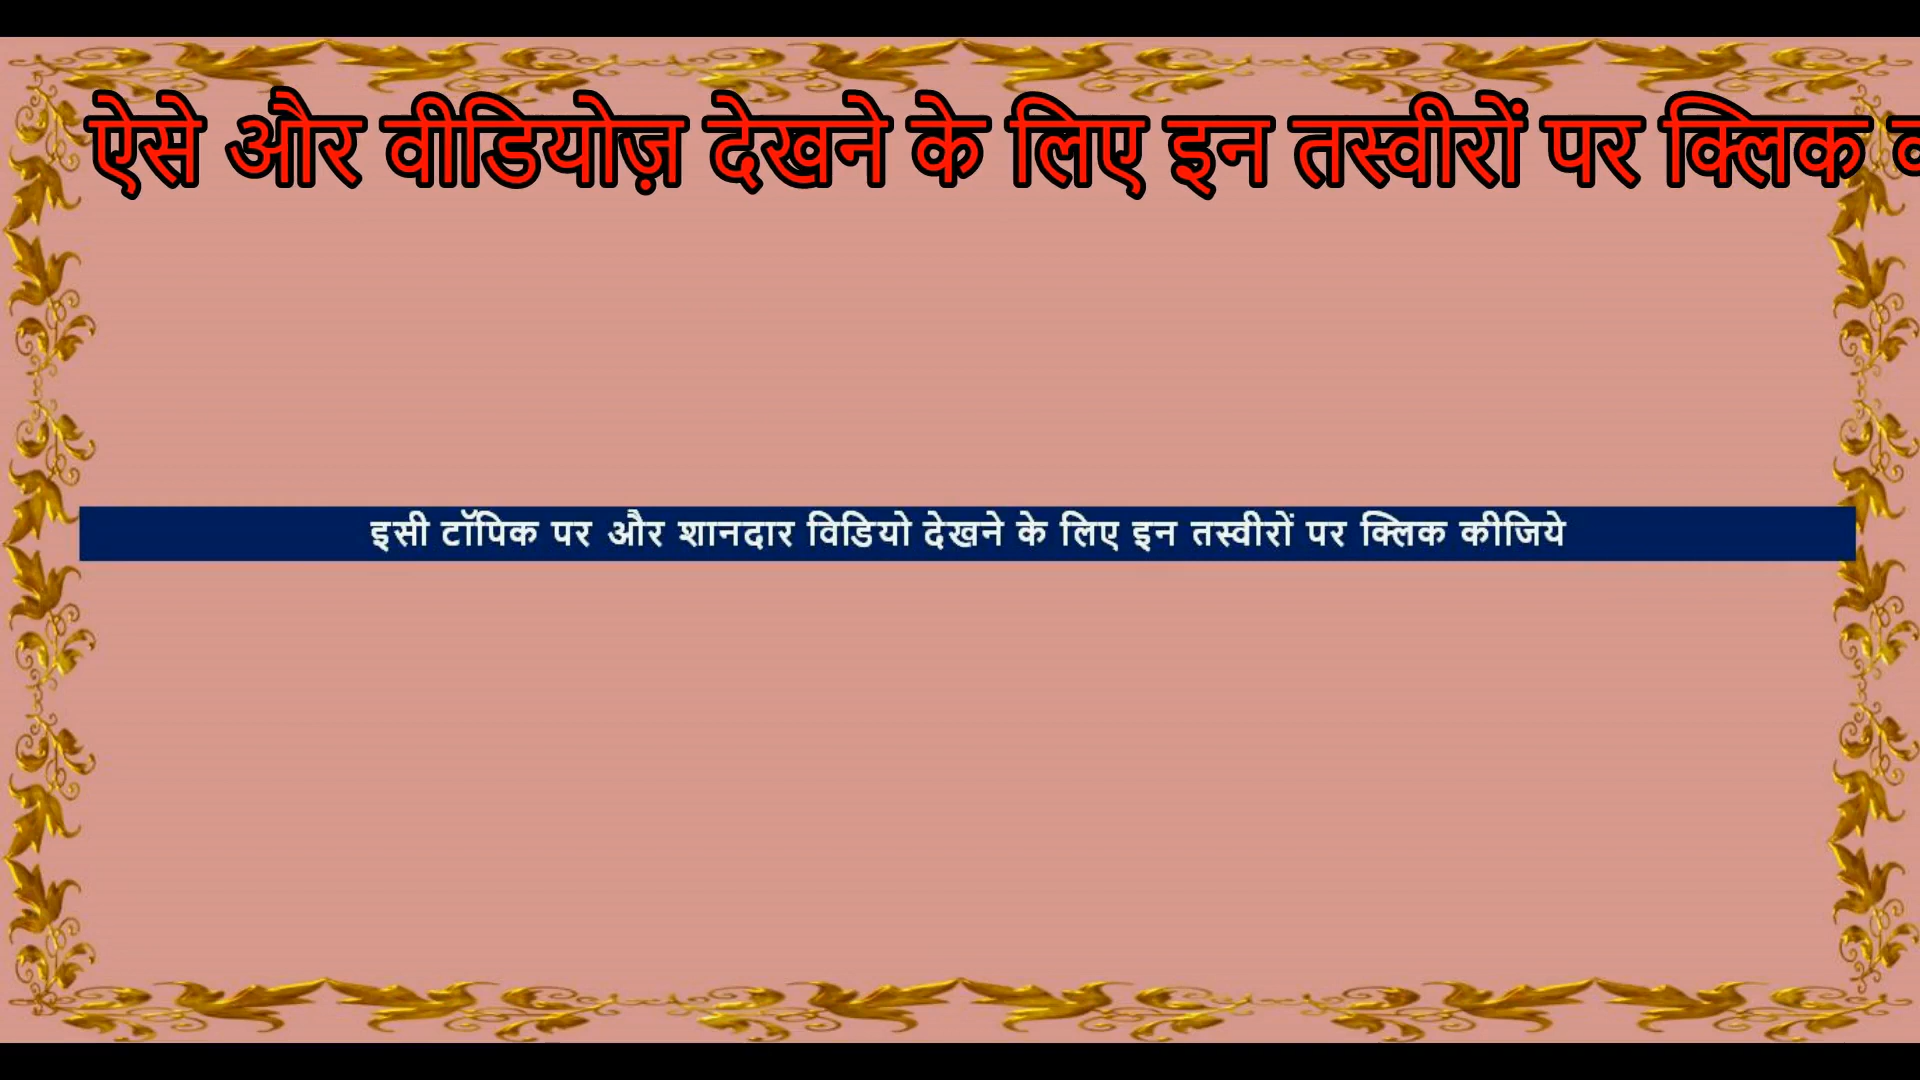 ऐसे और वीडियोज़ देखने के लिए इन तस्वीरों पर क्लिक
इसी टॉपिक पर और शानदार विडियो देखने के लिए इन तस्वीरों पर क्लिक कीजिये